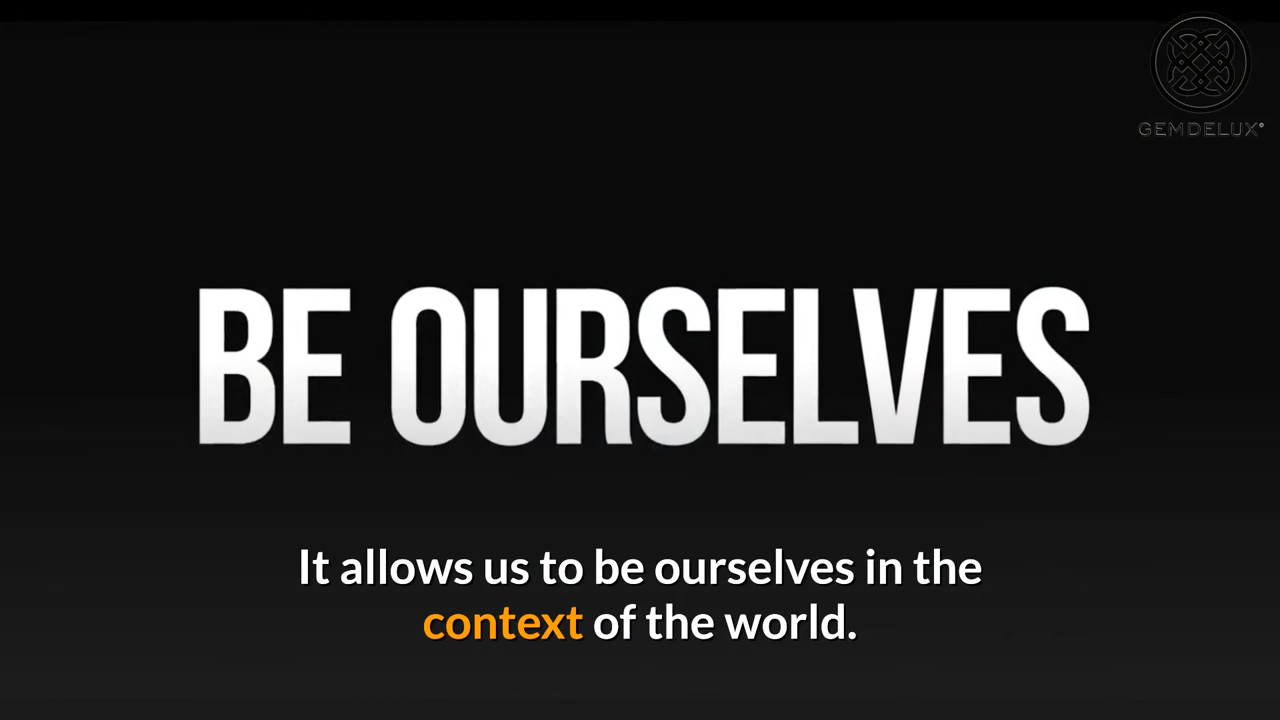 GEMDELUX
BE OURSELVES
It allows us to be ourselves in the
context of the world.